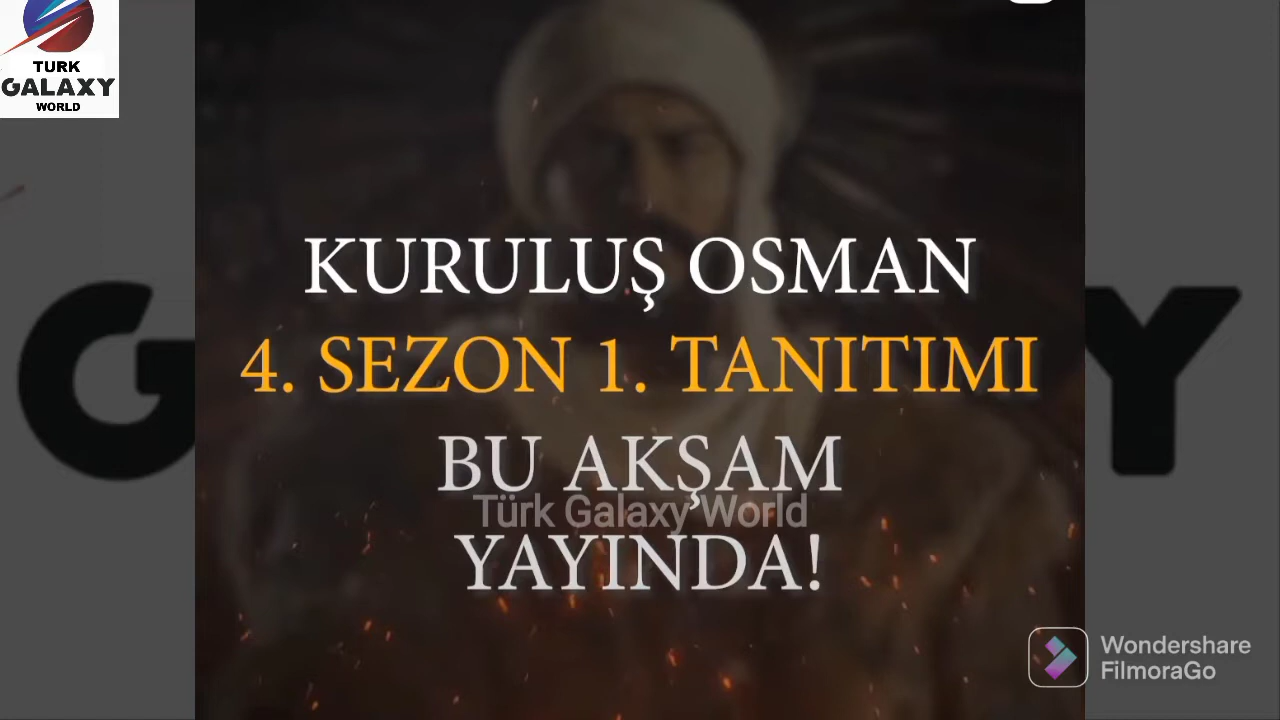 TURK
GALAXY
WORLD
KURULUŞ OSMAN
4. SEZON 1. TANITIMI
BU AKŞAM
Türk Galaxy World
YAYINDA!
G
Y
Wondershare
FilmoraGo